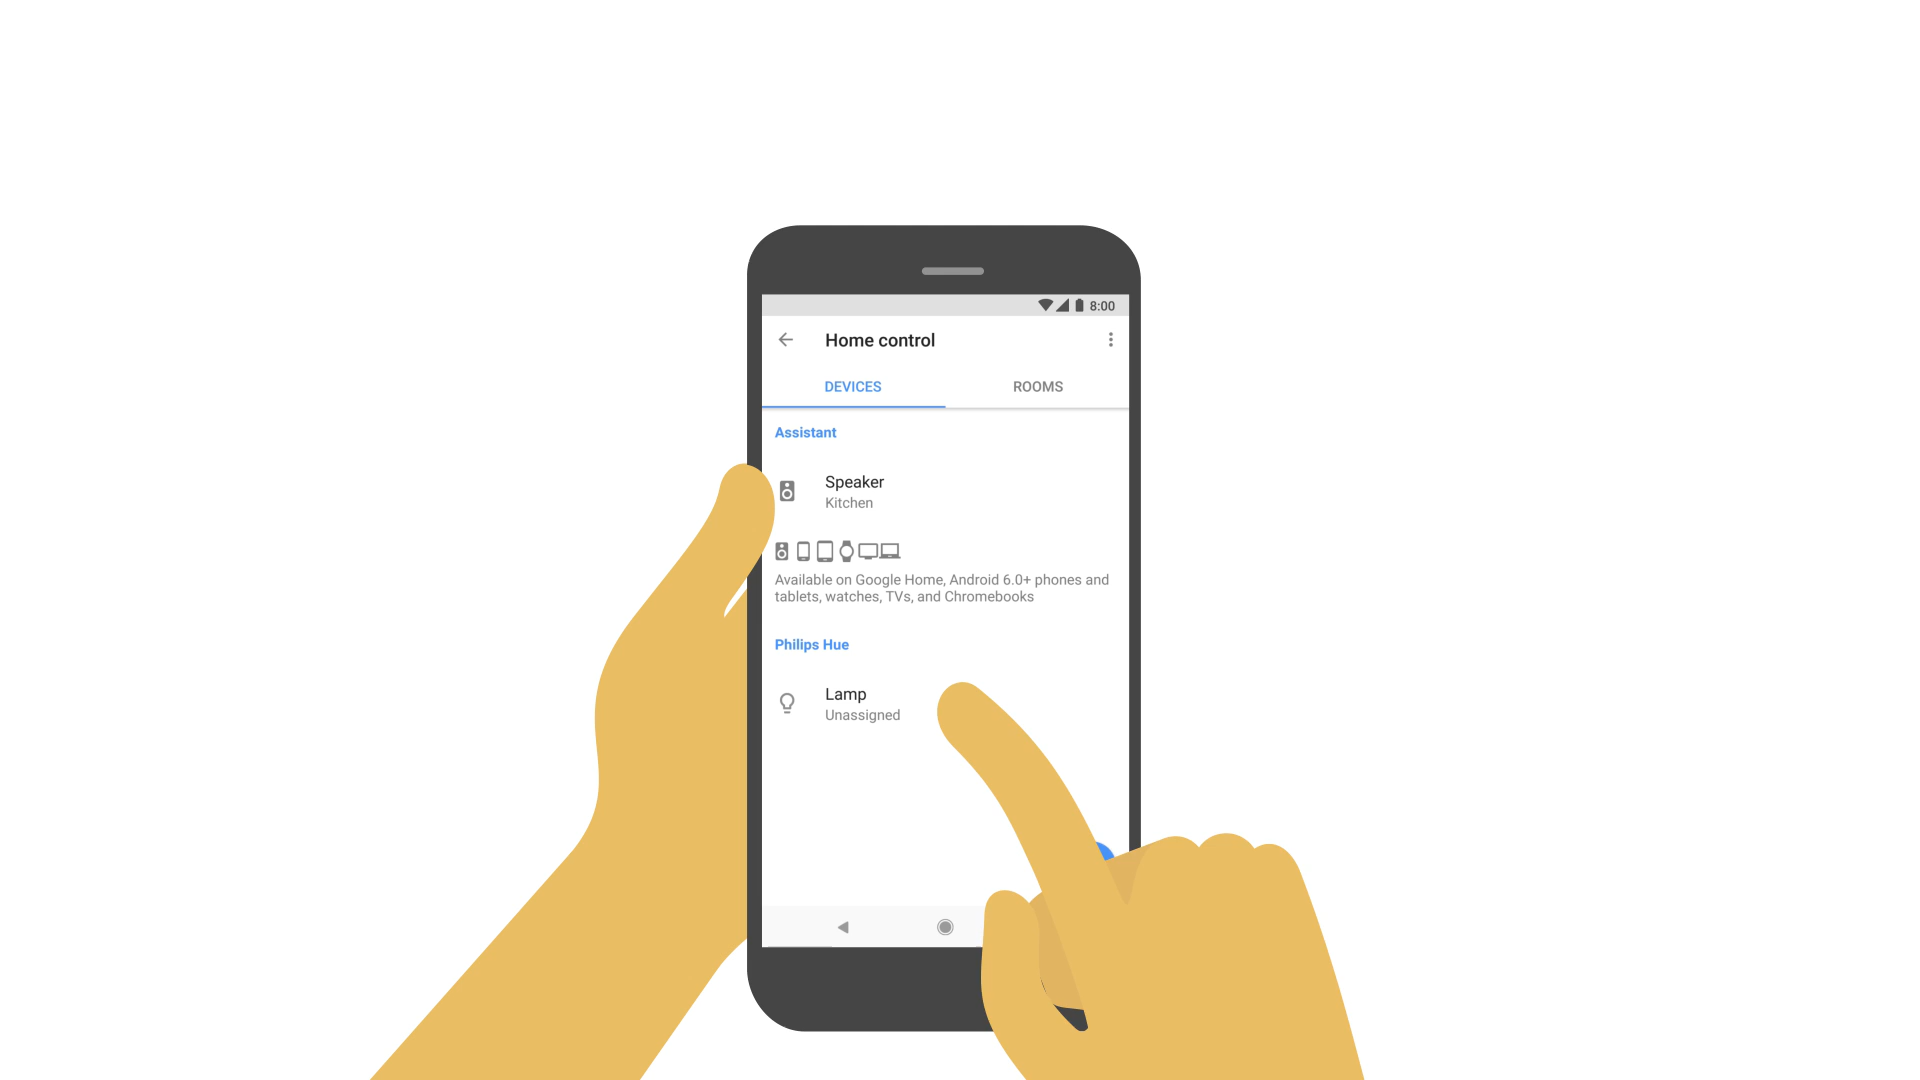 8:00
Home control
DEVICES
ROOMS
Assistant
Speaker
Kitchen
Available on Google Home, Android 6.0+ phones and
tablets, watches, TVs, and Chromebooks
Philips Hue
Lamp
Unassigned